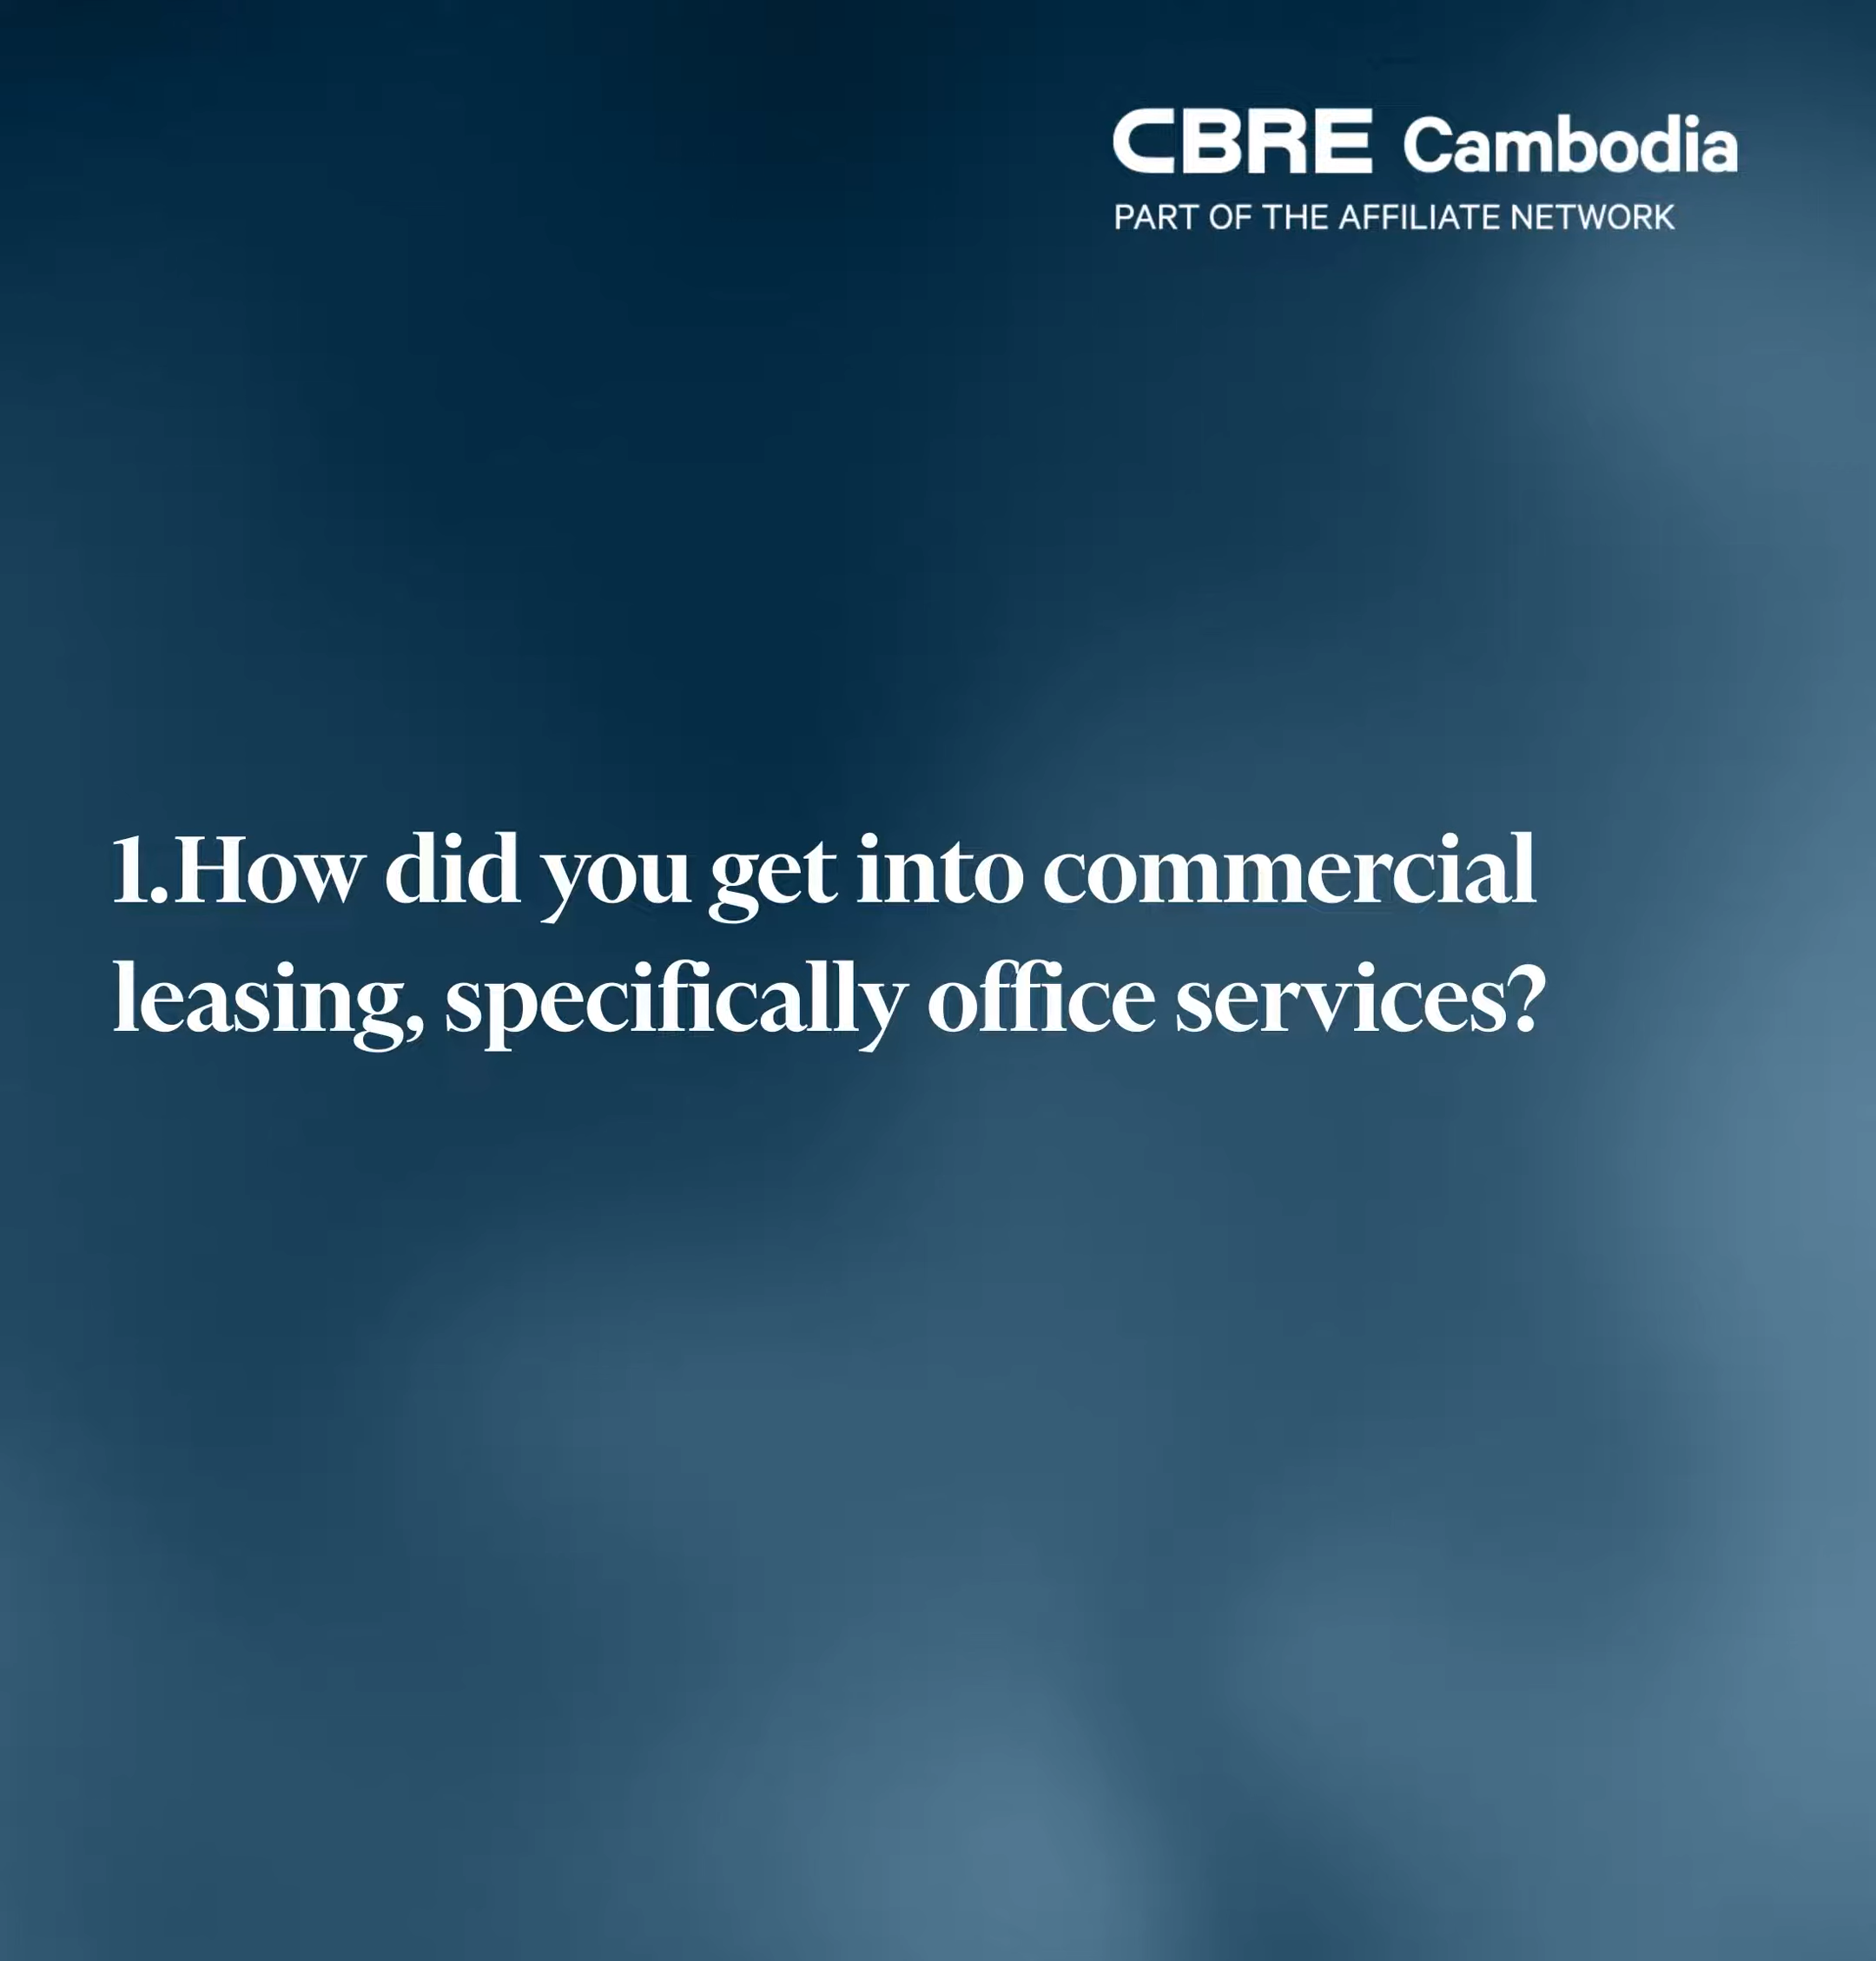 CBRE Cambodia
PART OF THE AFFILIATE NETWORK
1.How did you get into commercial
leasing, specifically office services?